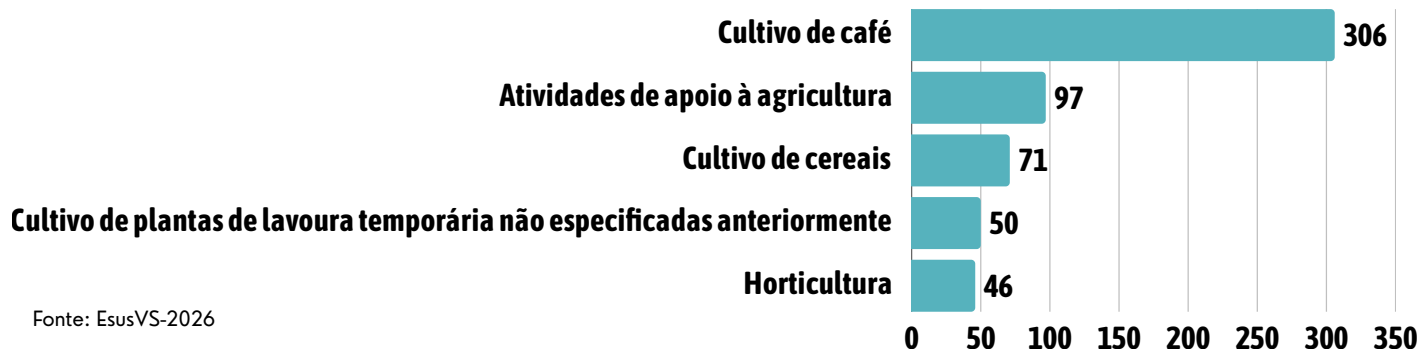 Cultivo de café 306
Atividades de apoio à agricultura 97
Cultivo de cereais 71
Cultivo de plantas de lavoura temporária não especificadas anteriormente 50
Horticultura 46
Fonte: EsusVS-2026
0 50 100 150 200 250 300 350